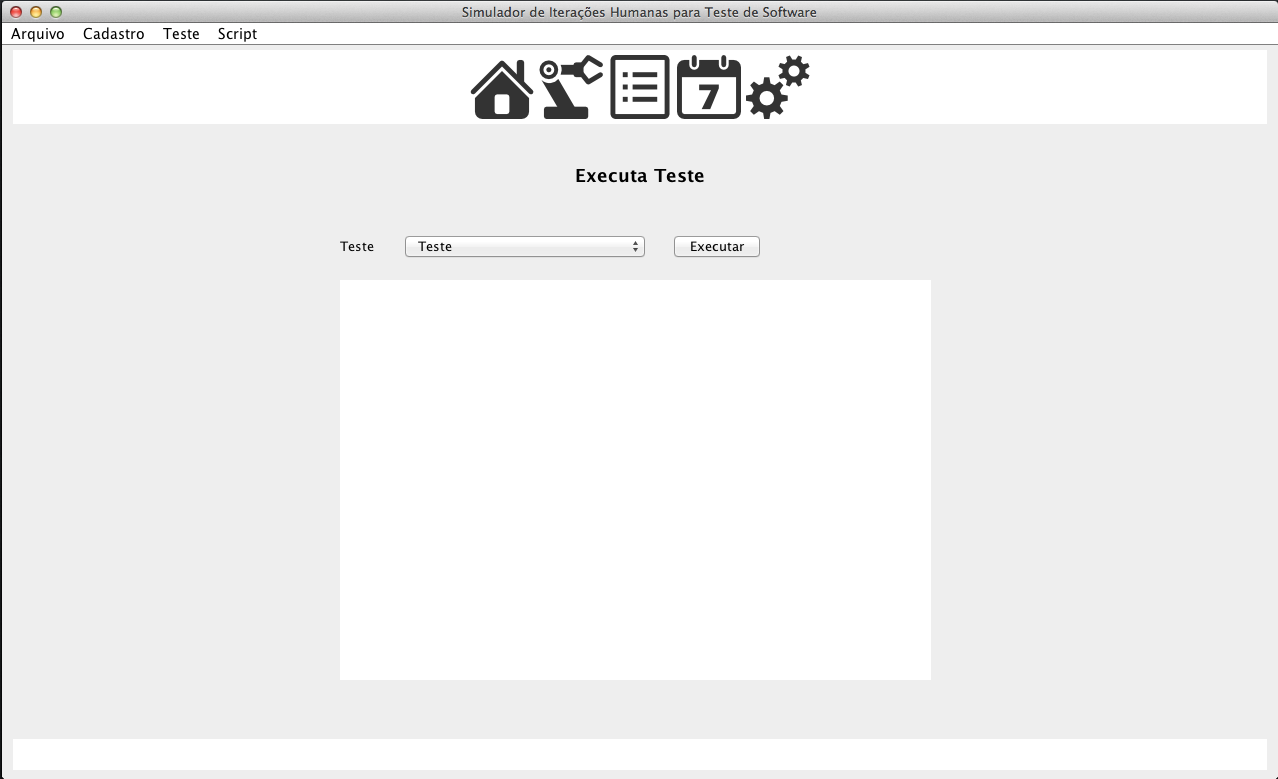 Simulador de Iterações Humanas para Teste de Software
Arquivo Cadastro Teste Script
7
Executa Teste
Teste Teste Executar